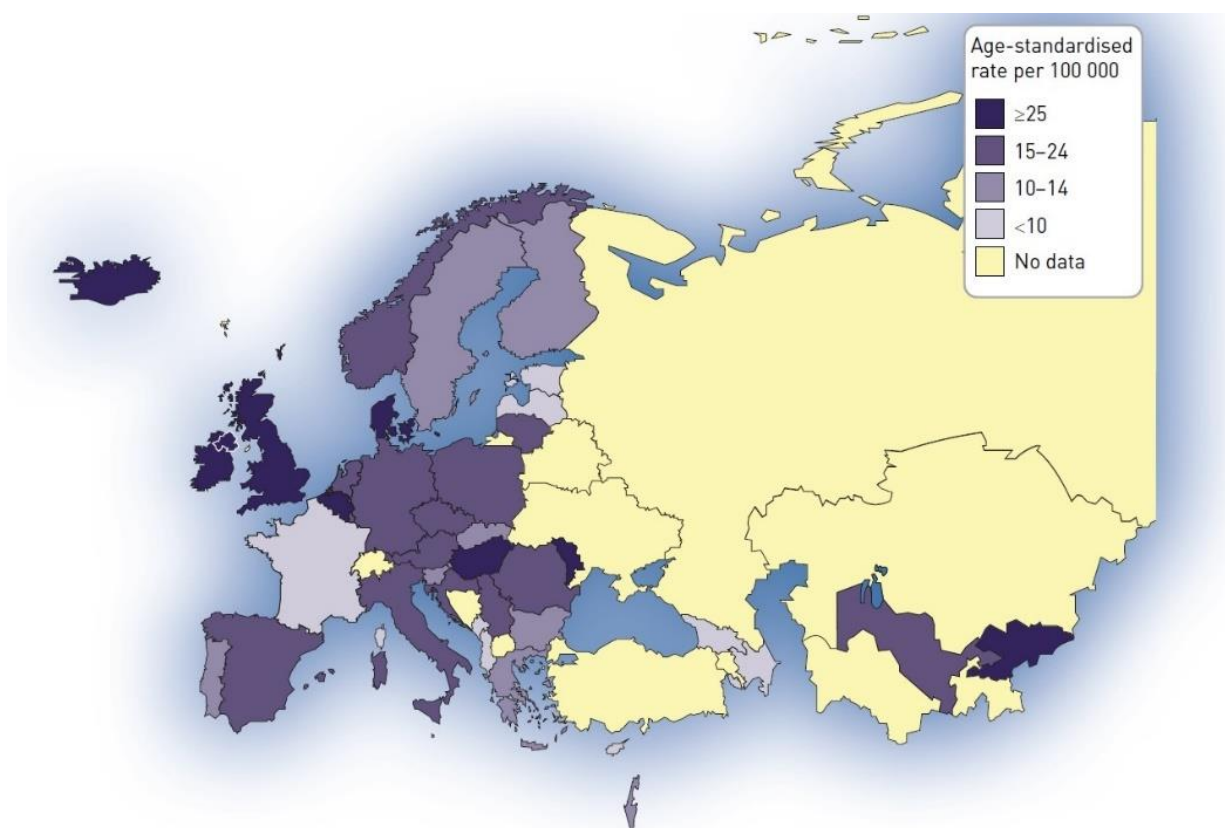 Age-standardised
rate per 100 000
≥25
15–24
10–14
<10
No data